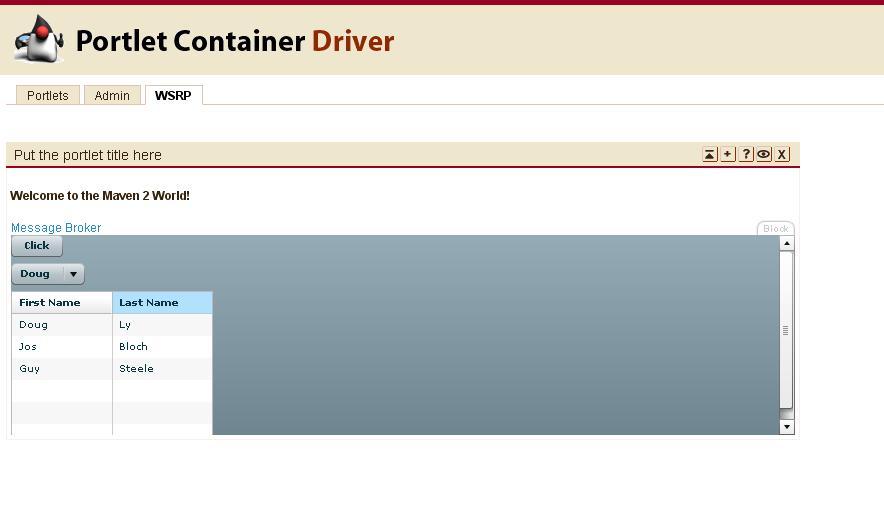 Portlet Container Driver
Portlets Admin WSRP
Put the portlet title here ? X
Welcome to the Maven 2 World!
Message Broker Block
Click
Doug
First Name Last Name
Doug Ly
Jos Bloch
Guy Steele